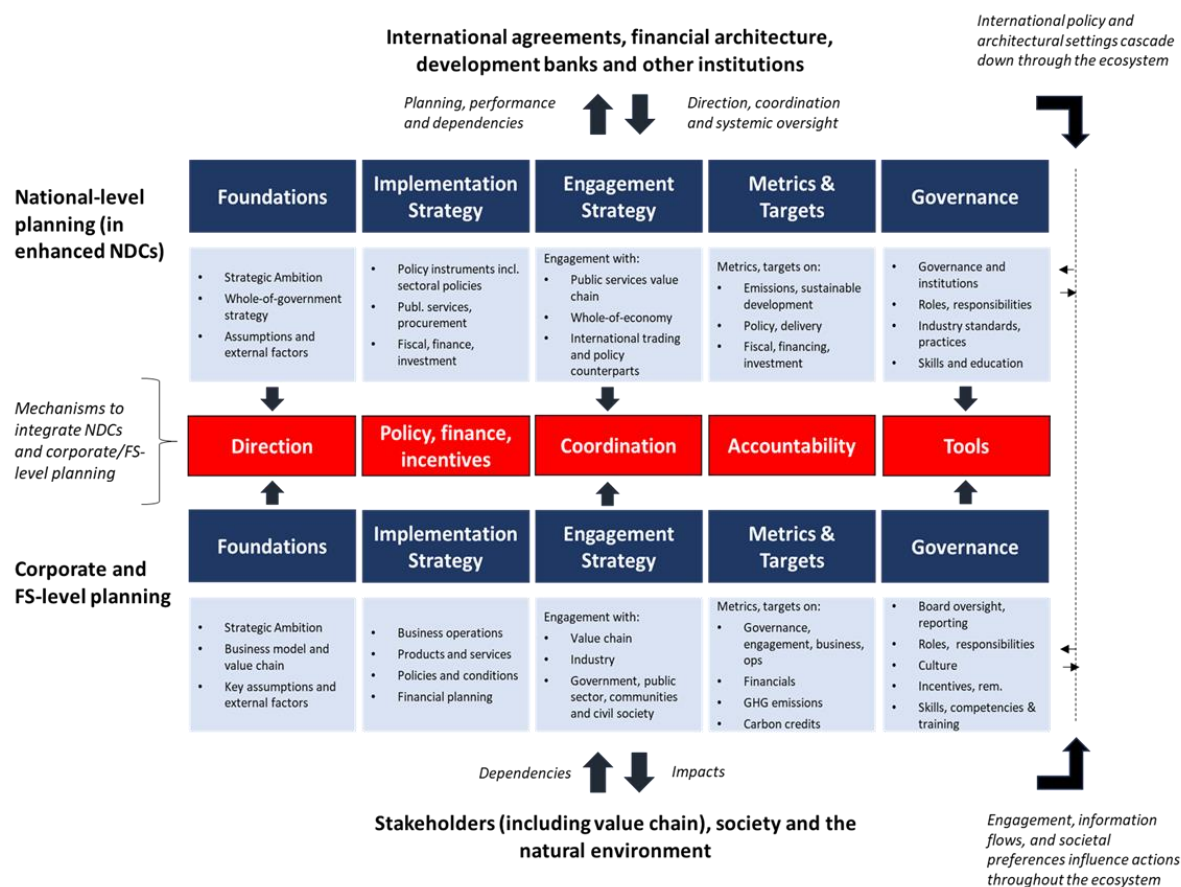 International agreements, financial architecture,
development banks and other institutions
International policy and
architectural settings cascade
down through the ecosystem
Planning, performance
and dependencies
Direction, coordination
and systemic oversight
National-level
planning (in
enhanced NDCs)
Foundations
Implementation
Strategy
Engagement
Strategy
Metrics &
Targets
Governance
• Strategic Ambition
• Whole-of-government
strategy
• Assumptions and
external factors
• Policy instruments incl.
sectoral policies
• Publ. services,
procurement
• Fiscal, finance,
investment
Engagement with:
• Public services value
chain
• Whole-of-economy
• International trading
and policy
counterparts
Metrics, targets on:
• Emissions, sustainable
development
• Policy, delivery
• Fiscal, financing,
investment
• Governance and
institutions
• Roles, responsibilities
• Industry standards,
practices
• Skills and education
Mechanisms to
integrate NDCs
and corporate/FS-
level planning
Direction
Policy, finance,
incentives
Coordination
Accountability
Tools
Corporate and
FS-level planning
Foundations
Implementation
Strategy
Engagement
Strategy
Metrics &
Targets
Governance
• Strategic Ambition
• Business model and
value chain
• Key assumptions and
external factors
• Business operations
• Products and services
• Policies and conditions
• Financial planning
Engagement with:
• Value chain
• Industry
• Government, public
sector, communities
and civil society
Metrics, targets on:
• Governance,
engagement, business,
ops
• Financials
• GHG emissions
• Carbon credits
• Board oversight,
reporting
• Roles, responsibilities
• Culture
• Incentives, rem.
• Skills, competencies &
training
Dependencies
Impacts
Stakeholders (including value chain), society and the
natural environment
Engagement, information
flows, and societal
preferences influence actions
throughout the ecosystem